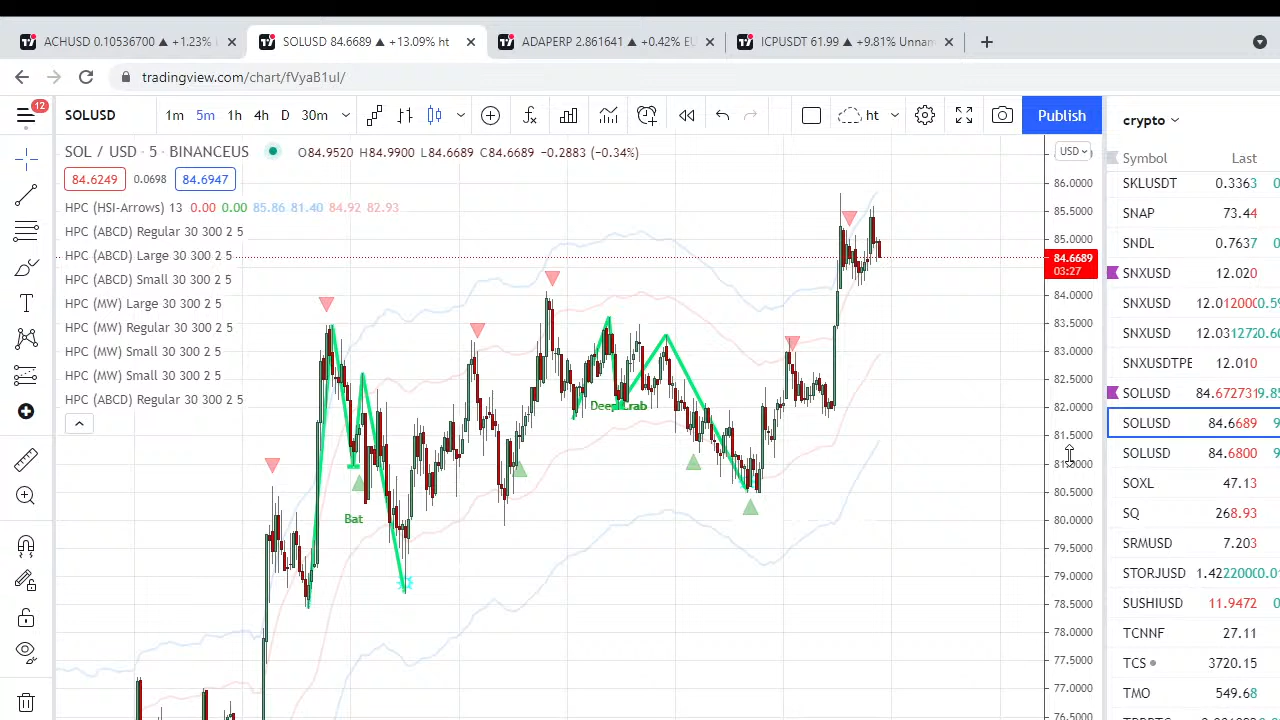 ACHUSD 0.10536700 ▲ +1.23%
SOLUSD 84.6689 ▲ +13.09% ht
ADAPERP 2.861641 ▲ +0.42% EU
ICPUSDT 61.99 ▲ +9.81% Unnam
tradingview.com/chart/fVyaB1uI/
12
SOLUSD
1m 5m 1h 4h D 30m
ht
Publish
crypto
SOL / USD · 5 · BINANCEUS
O84.9520 H84.9900 L84.6689 C84.6689 −0.2883 (−0.34%)
USD
84.6249 0.0698 84.6947
HPC (HSI-Arrows) 13 0.00 0.00 85.86 81.40 84.92 82.93
HPC (ABCD) Regular 30 300 2 5
HPC (ABCD) Large 30 300 2 5
HPC (ABCD) Small 30 300 2 5
HPC (MW) Large 30 300 2 5
HPC (MW) Regular 30 300 2 5
HPC (MW) Small 30 300 2 5
HPC (MW) Small 30 300 2 5
HPC (ABCD) Regular 30 300 2 5
Bat
Deep Crab
86.0000
85.5000
85.0000
84.6689
03:27
84.0000
83.5000
83.0000
82.5000
82.0000
81.5000
81.0000
80.5000
80.0000
79.5000
79.0000
78.5000
78.0000
77.5000
77.0000
76.5000
Symbol Last
SKLUSDT 0.3363 0
SNAP 73.44
SNDL 0.7637
SNXUSD 12.020
SNXUSD 12.012000
SNXUSD 12.031272
SNXUSDTPE 12.010
SOLUSD 84.672731
SOLUSD 84.6689 9
SOLUSD 84.6800 9
SOXL 47.13
SQ 268.93
SRMUSD 7.203
STORJUSD 1.4222000
SUSHIUSD 11.9472
TCNNF 27.11
TCS 3720.15
TMO 549.68